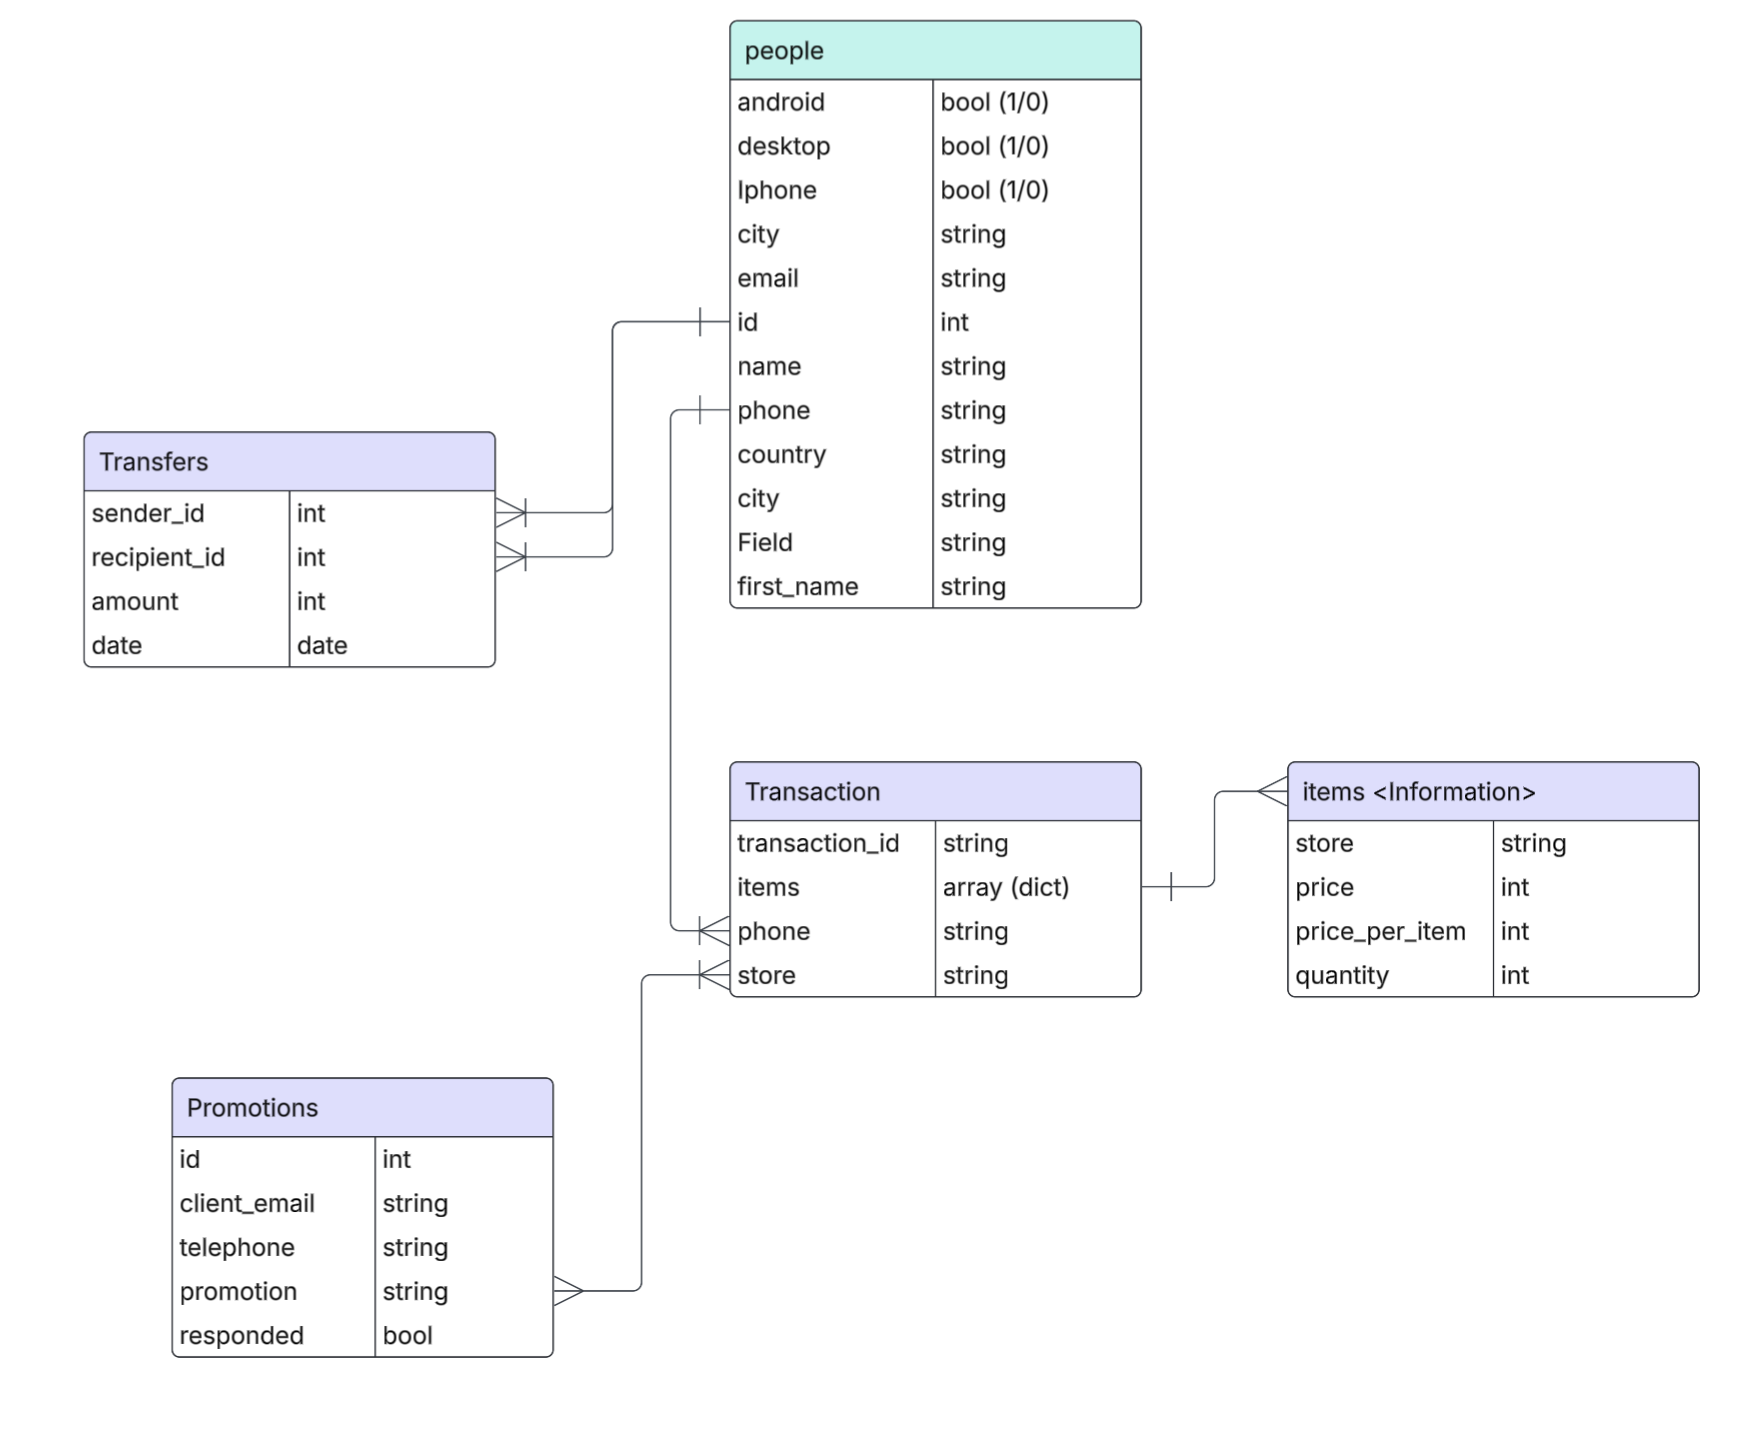 people
android bool (1/0)
desktop bool (1/0)
Iphone bool (1/0)
city string
email string
id int
name string
phone string
country string
city string
Field string
first_name string
Transfers
sender_id int
recipient_id int
amount int
date date
Transaction
transaction_id string
items array (dict)
phone string
store string
items <Information>
store string
price int
price_per_item int
quantity int
Promotions
id int
client_email string
telephone string
promotion string
responded bool